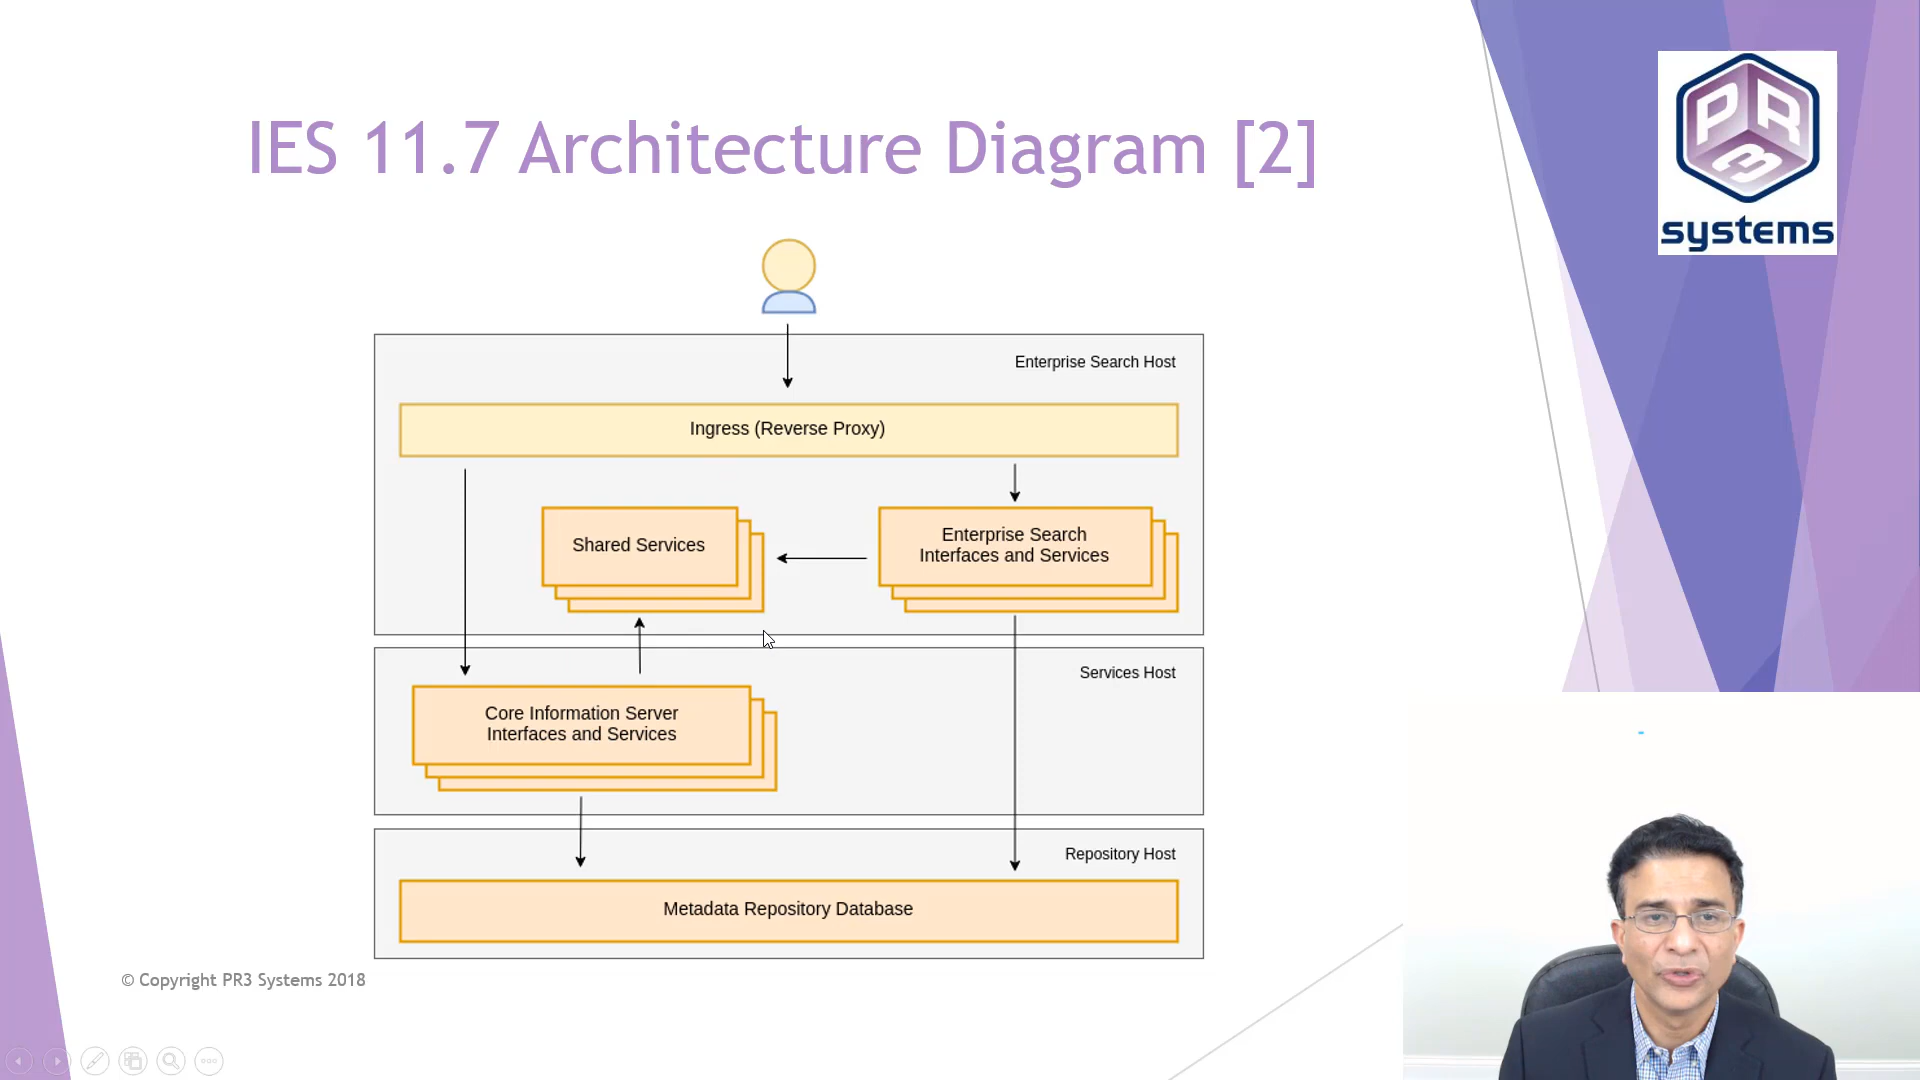 IES 11.7 Architecture Diagram [2]
PR3
systems
Enterprise Search Host
Ingress (Reverse Proxy)
Shared Services
Enterprise Search
Interfaces and Services
Services Host
Core Information Server
Interfaces and Services
Repository Host
Metadata Repository Database
© Copyright PR3 Systems 2018